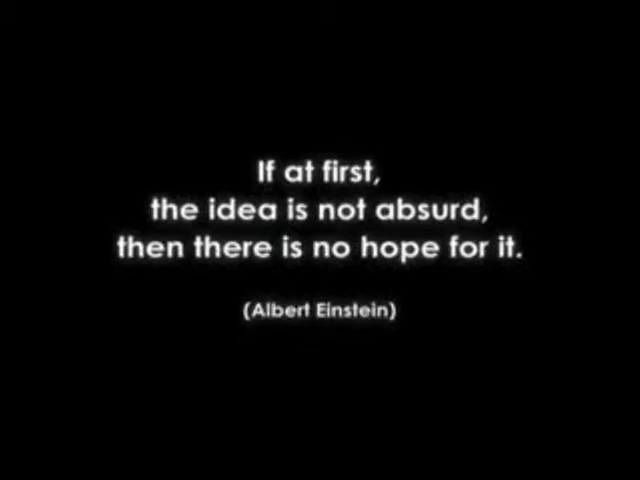 If at first,
the idea is not absurd,
then there is no hope for it.
(Albert Einstein)